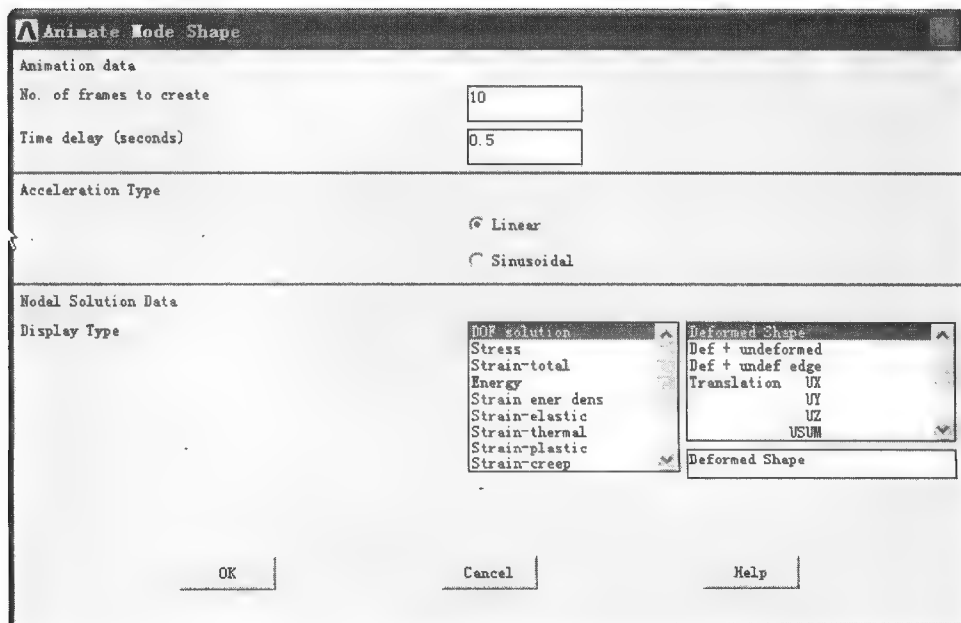 Animate Mode Shape
Animation data
No. of frames to create
10
Time delay (seconds)
0.5
Acceleration Type
Linear
Sinusoidal
Nodal Solution Data
Display Type
DOF solution
Stress
Strain-total
Energy
Strain ener dens
Strain-elastic
Strain-thermal
Strain-plastic
Strain-creep
Deformed Shape
Def + undeformed
Def + undef edge
Translation UX
UY
UZ
USUM
Deformed Shape
OK
Cancel
Help